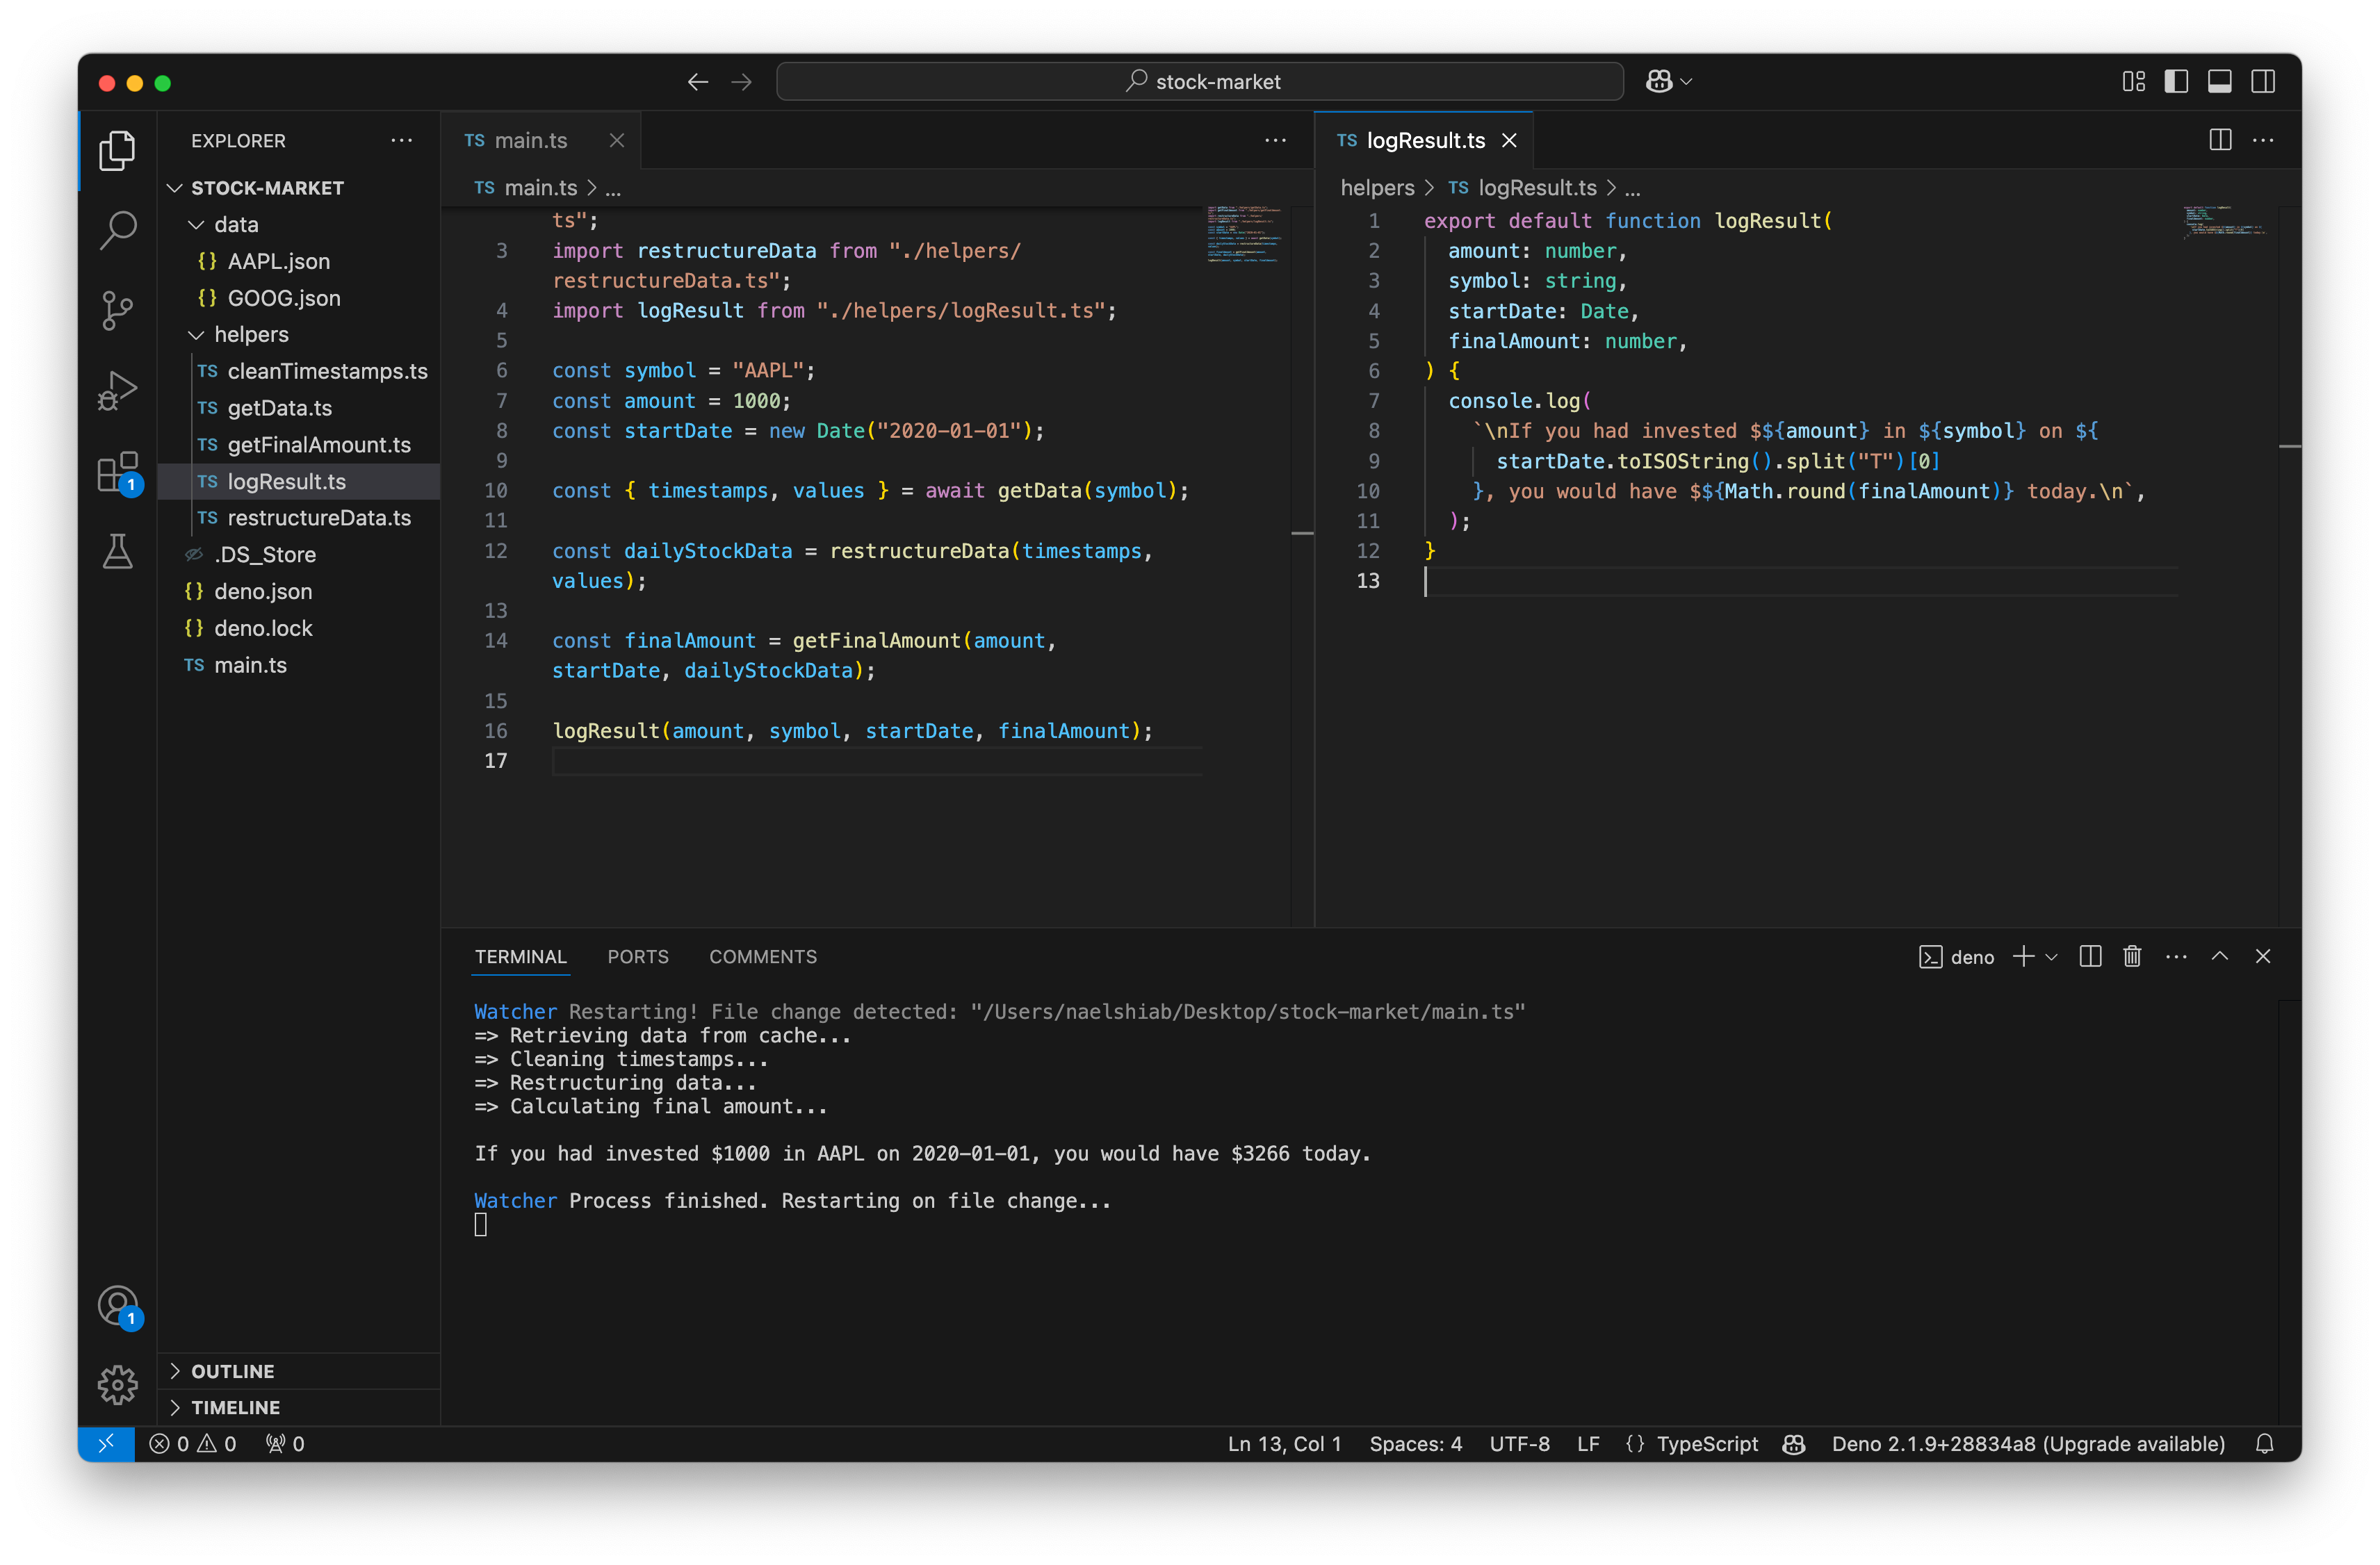 stock-market
EXPLORER
STOCK-MARKET
data
{} AAPL.json
{} GOOG.json
helpers
TS cleanTimestamps.ts
TS getData.ts
TS getFinalAmount.ts
TS logResult.ts
TS restructureData.ts
.DS_Store
{} deno.json
{} deno.lock
TS main.ts
OUTLINE
TIMELINE
1
1
TS main.ts
TS main.ts > ...
ts";
3 import restructureData from "./helpers/
restructureData.ts";
4 import logResult from "./helpers/logResult.ts";
5
6 const symbol = "AAPL";
7 const amount = 1000;
8 const startDate = new Date("2020-01-01");
9
10 const { timestamps, values } = await getData(symbol);
11
12 const dailyStockData = restructureData(timestamps,
values);
13
14 const finalAmount = getFinalAmount(amount,
startDate, dailyStockData);
15
16 logResult(amount, symbol, startDate, finalAmount);
17
TS logResult.ts
helpers > TS logResult.ts > ...
1 export default function logResult(
2 amount: number,
3 symbol: string,
4 startDate: Date,
5 finalAmount: number,
6 ) {
7 console.log(
8 `\nIf you had invested $${amount} in ${symbol} on ${
9 startDate.toISOString().split("T")[0]
10 }, you would have $${Math.round(finalAmount)} today.\n`,
11 );
12 }
13
TERMINAL PORTS COMMENTS
deno
Watcher Restarting! File change detected: "/Users/naelshiab/Desktop/stock-market/main.ts"
=> Retrieving data from cache...
=> Cleaning timestamps...
=> Restructuring data...
=> Calculating final amount...
If you had invested $1000 in AAPL on 2020-01-01, you would have $3266 today.
Watcher Process finished. Restarting on file change...
0 0 0
Ln 13, Col 1 Spaces: 4 UTF-8 LF {} TypeScript Deno 2.1.9+28834a8 (Upgrade available)